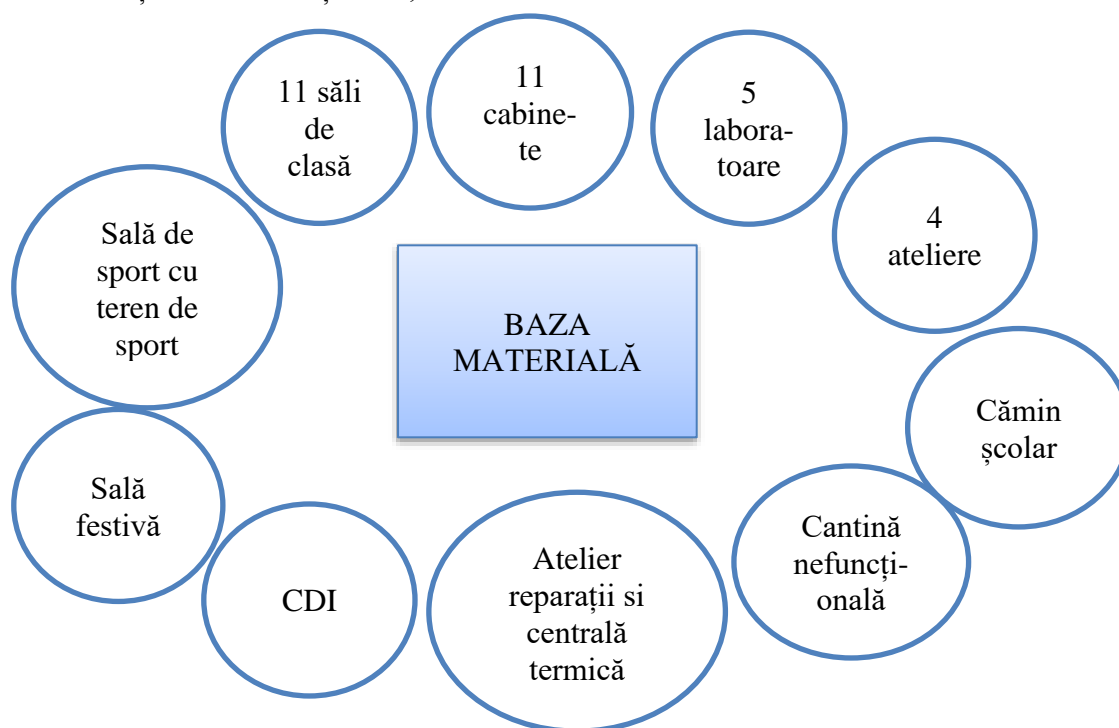 11 săli
de
clasă
11
cabine-
te
5
labora-
toare
4
ateliere
Sală de
sport cu
teren de
sport
BAZA
MATERIALĂ
Cămin
școlar
Sală
festivă
CDI
Atelier
reparații si
centrală
termică
Cantină
nefuncți-
onală